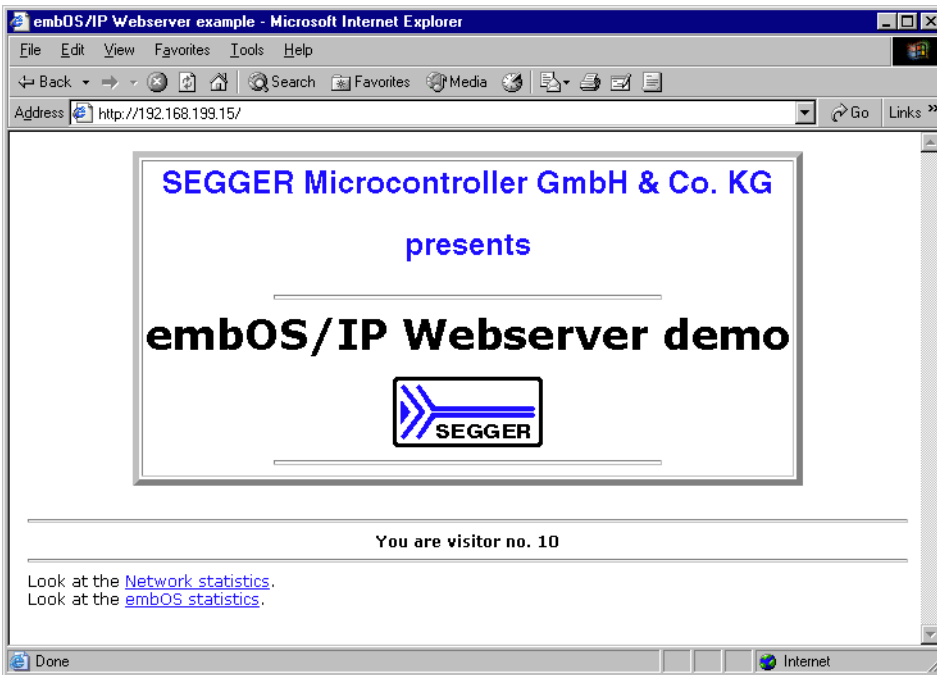 embOS/IP Webserver example - Microsoft Internet Explorer
File Edit View Favorites Tools Help
Back Search Favorites Media
Address http://192.168.199.15/ Go Links »
SEGGER Microcontroller GmbH & Co. KG
presents
embOS/IP Webserver demo
SEGGER
You are visitor no. 10
Look at the Network statistics.
Look at the embOS statistics.
Done Internet